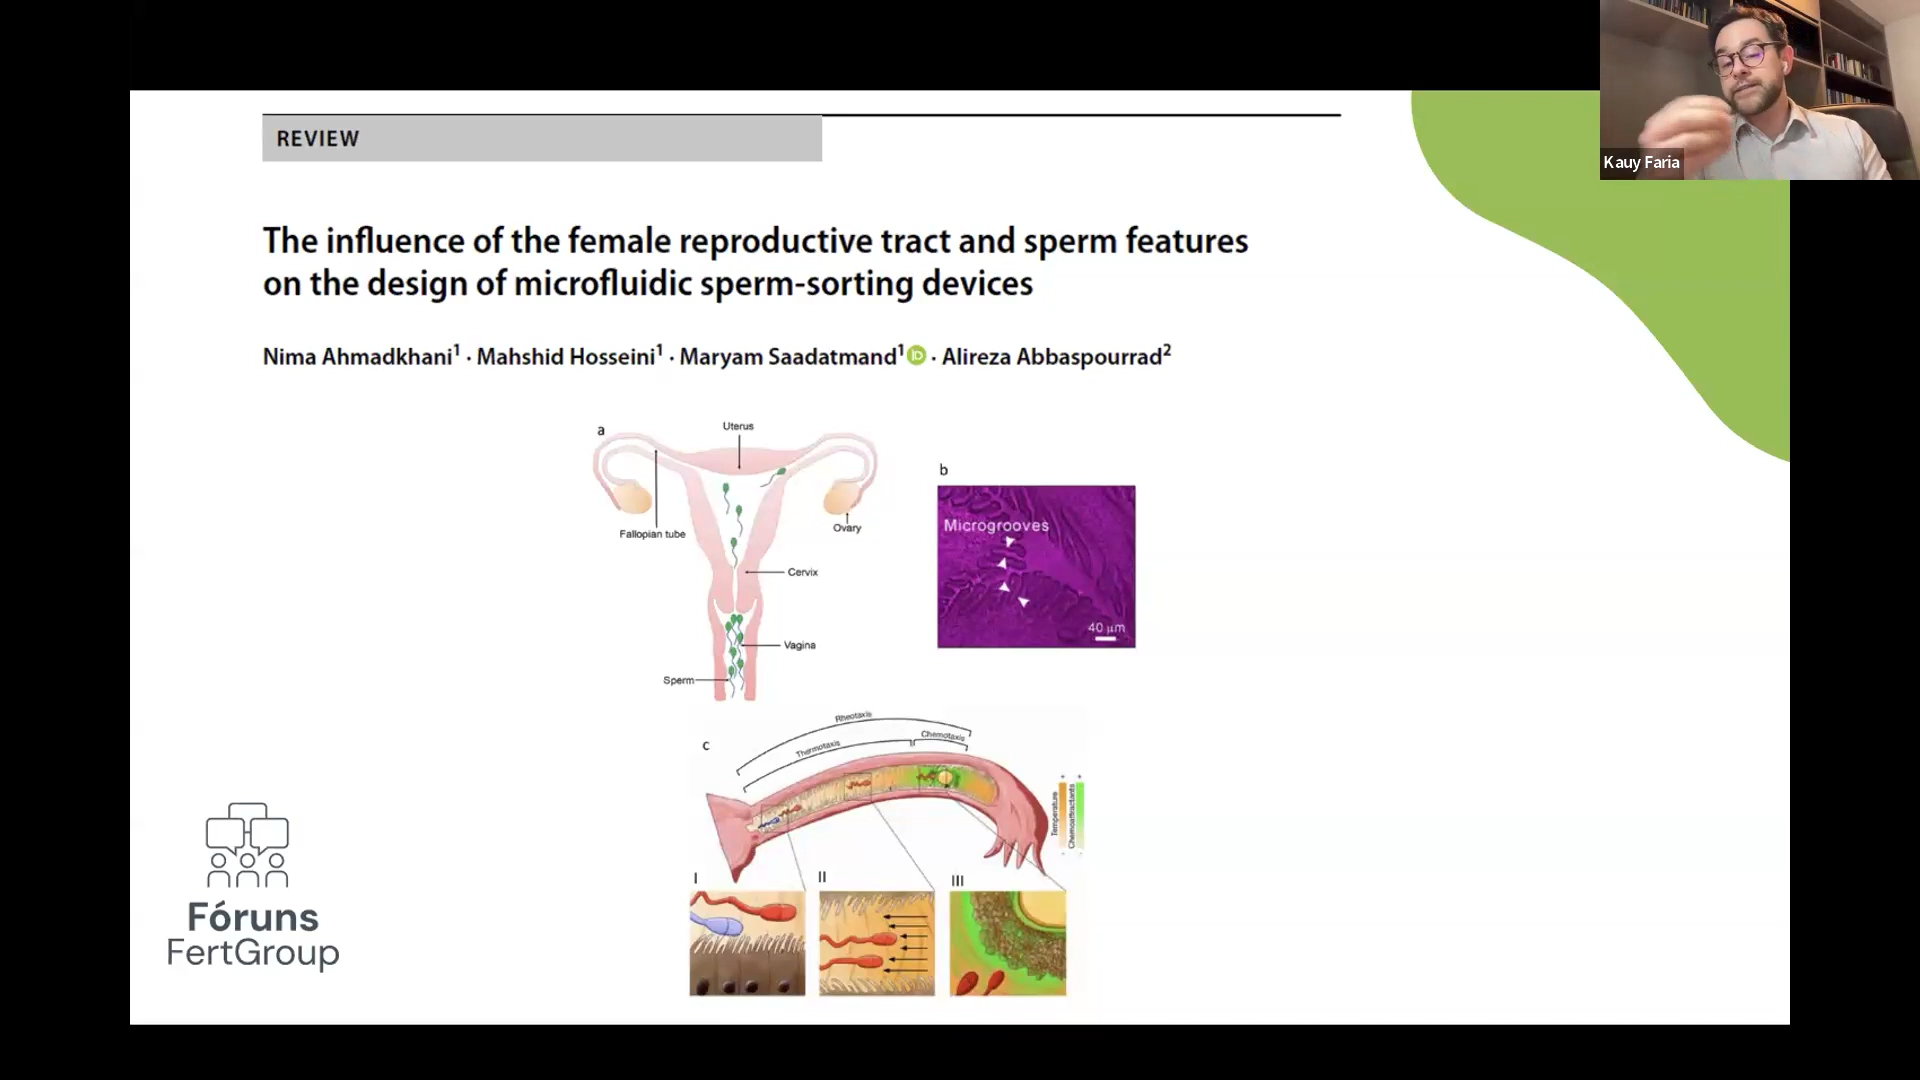 Kauy Faria
REVIEW
The influence of the female reproductive tract and sperm features
on the design of microfluidic sperm-sorting devices
Nima Ahmadkhani1 · Mahshid Hosseini1 · Maryam Saadatmand1 iD · Alireza Abbaspourrad2
a
Uterus
Fallopian tube
Ovary
Cervix
Vagina
Sperm
b
Microgrooves
40 µm
c
Rheotaxis
Thermotaxis
Chemotaxis
Temperature
Chemoattractants
+ +
- -
I
II
III
Fóruns
FertGroup